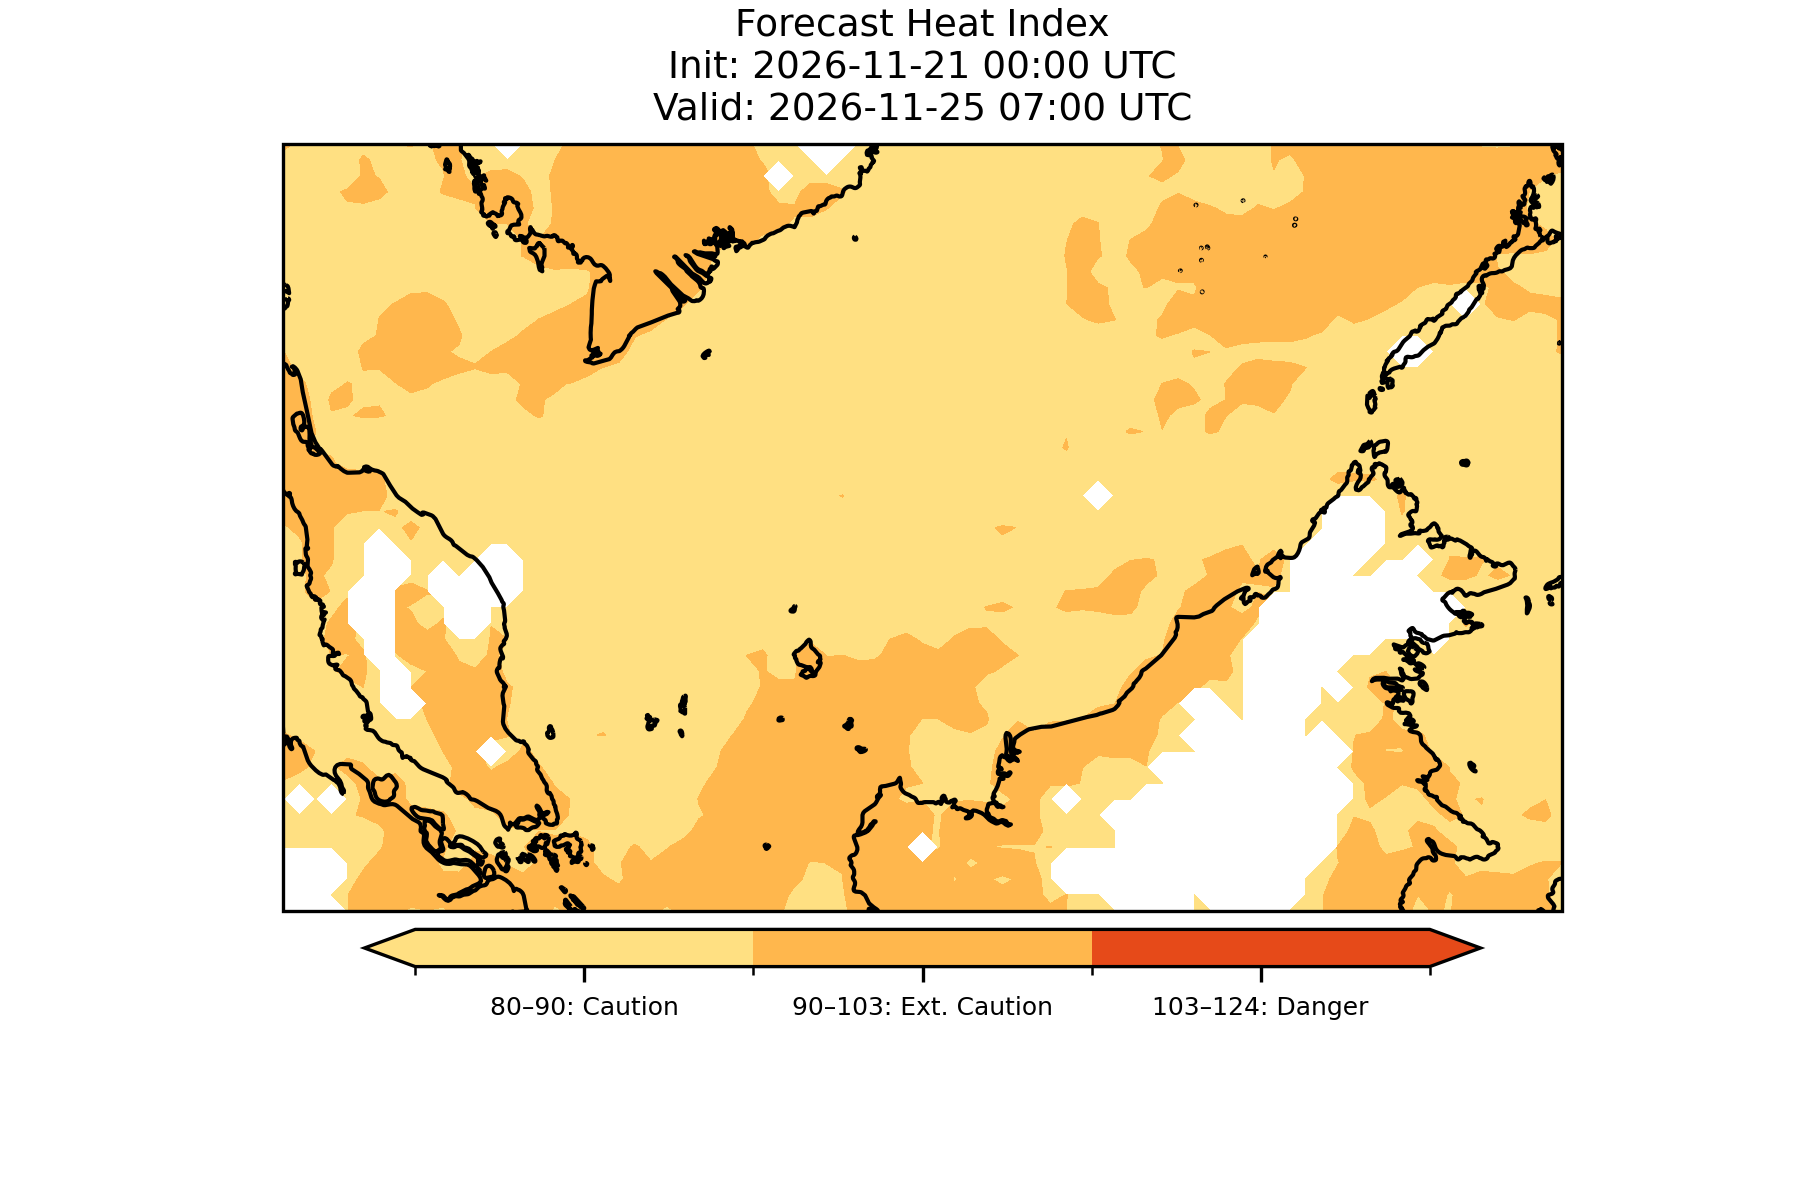 Forecast Heat Index
Init: 2026-11-21 00:00 UTC
Valid: 2026-11-25 07:00 UTC
80–90: Caution
90–103: Ext. Caution
103–124: Danger